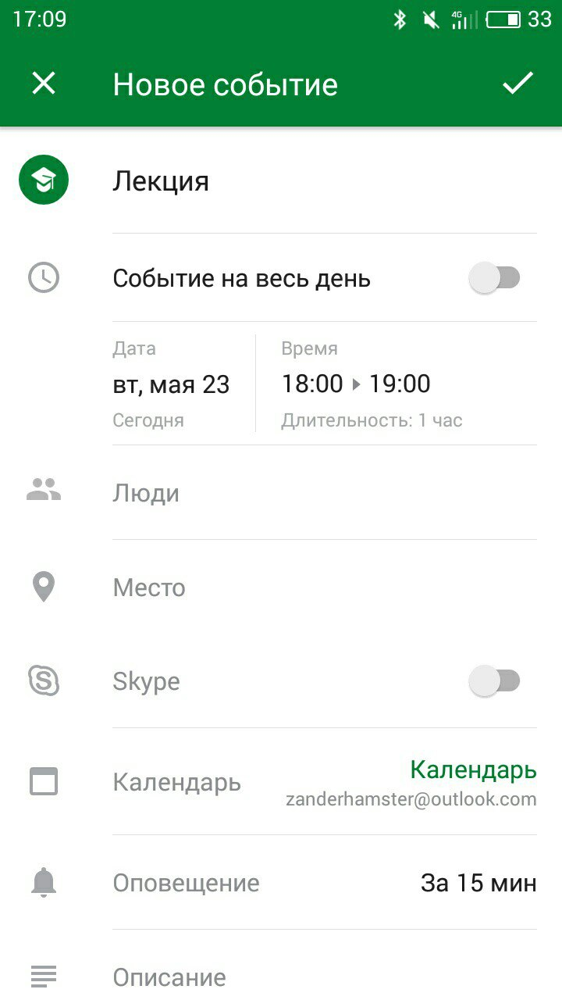 17:09 4G 33
Новое событие
Лекция
Событие на весь день
Дата
вт, мая 23
Сегодня
Время
18:00 19:00
Длительность: 1 час
Люди
Место
Skype
Календарь
Календарь
zanderhamster@outlook.com
Оповещение За 15 мин
Описание